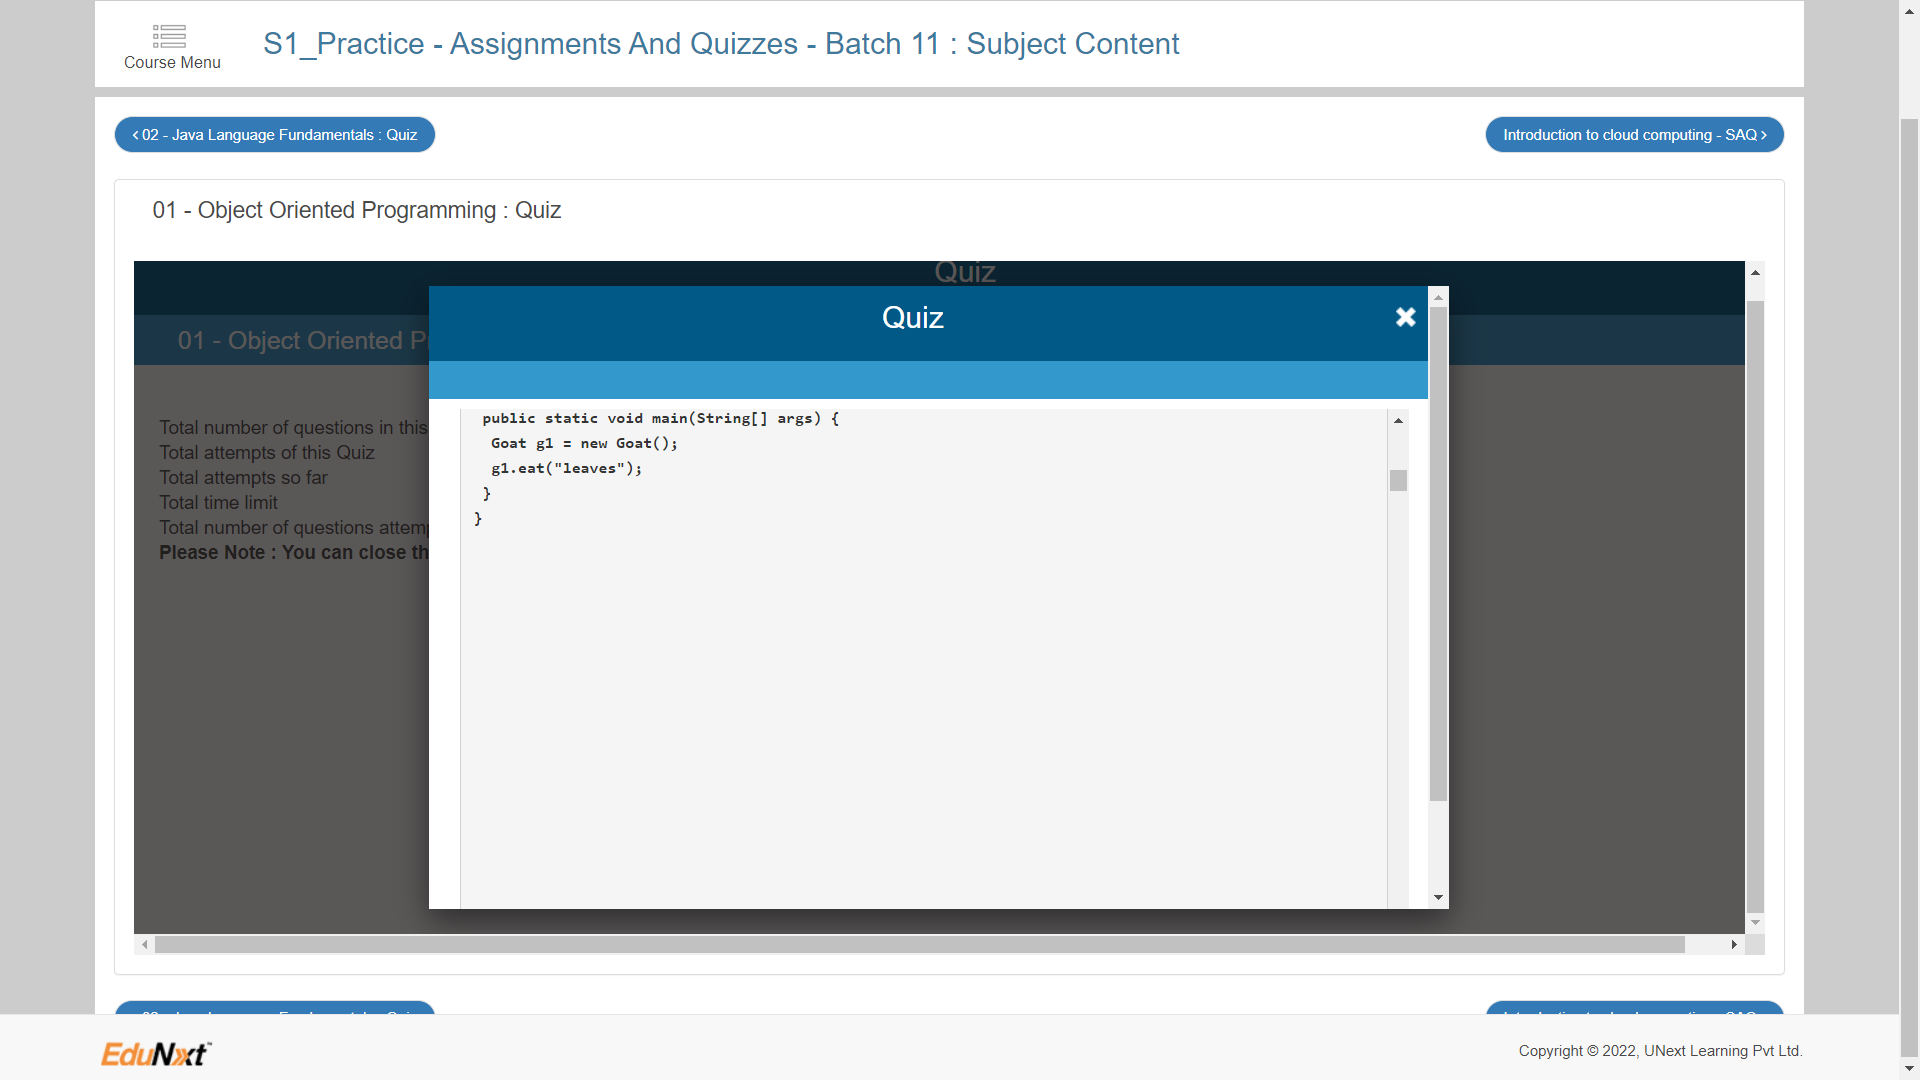 Course Menu
S1_Practice - Assignments And Quizzes - Batch 11 : Subject Content
02 - Java Language Fundamentals : Quiz
Introduction to cloud computing - SAQ
01 - Object Oriented Programming : Quiz
Quiz
Quiz
01 - Object Oriented P
Total number of questions in this
Total attempts of this Quiz
Total attempts so far
Total time limit
Total number of questions attem
Please Note : You can close th
public static void main(String[] args) {
Goat g1 = new Goat();
g1.eat("leaves");
}
}
EduNxt™
Copyright © 2022, UNext Learning Pvt Ltd.